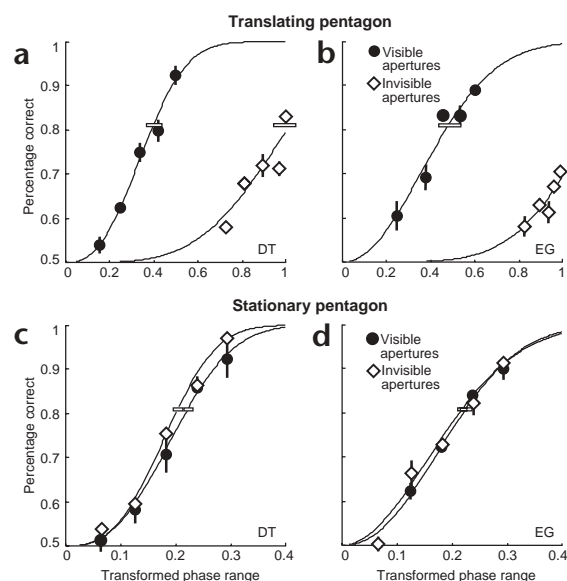 Translating pentagon
a
b
Visible
apertures
Invisible
apertures
Percentage correct
1
0.9
0.8
0.7
0.6
0.5
0 0.2 0.4 0.6 0.8 1
DT
0 0.2 0.4 0.6 0.8 1
EG
Stationary pentagon
c
d
Visible
apertures
Invisible
apertures
Percentage correct
1
0.9
0.8
0.7
0.6
0.5
0 0.1 0.2 0.3 0.4
DT
0 0.1 0.2 0.3 0.4
EG
Transformed phase range
Transformed phase range